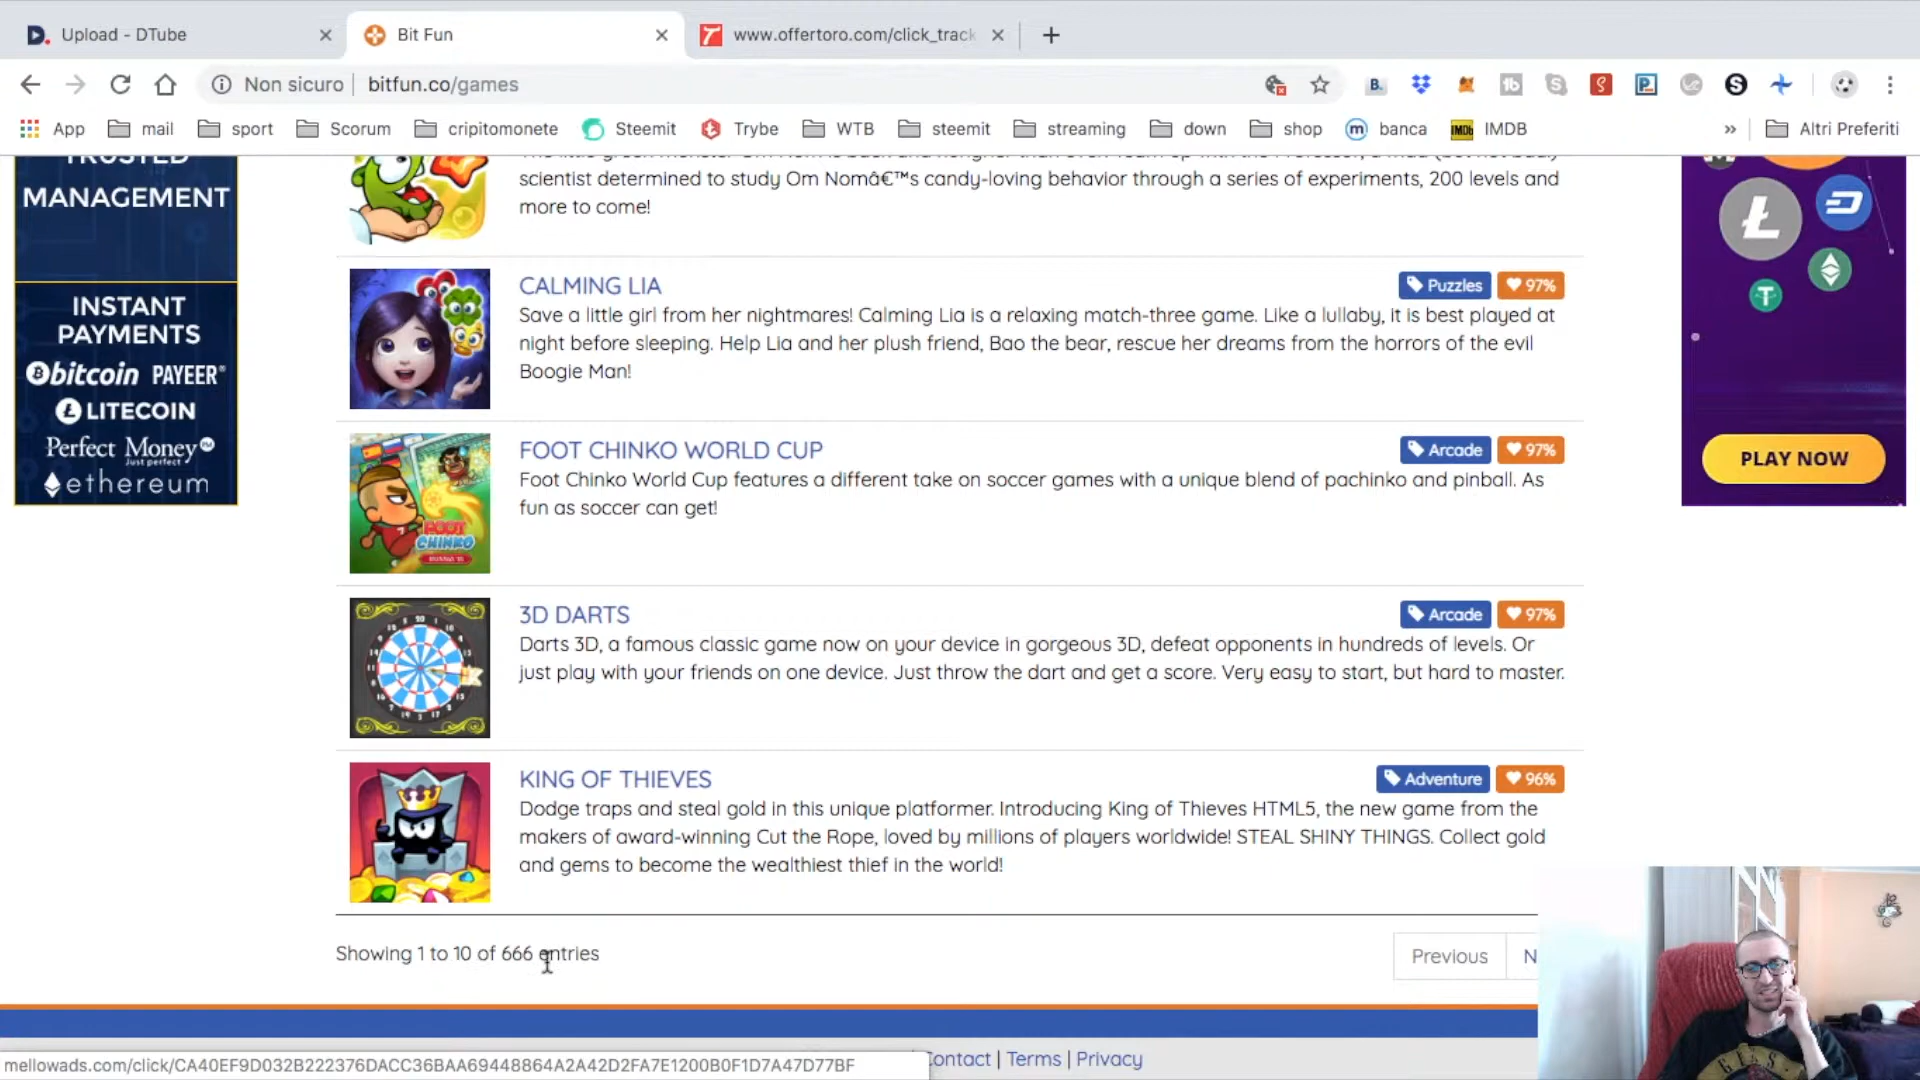 Upload - DTube
Bit Fun
www.offertoro.com/click_track
Non sicuro
bitfun.co/games
App
mail
sport
Scorum
criptomonete
Steemit
Trybe
WTB
steemit
streaming
down
shop
banca
IMDB
Altri Preferiti
TRUSTED
MANAGEMENT
INSTANT
PAYMENTS
bitcoin PAYEER
LITECOIN
Perfect Money
Just perfect
ethereum
scientist determined to study Om Nomâ€™s candy-loving behavior through a series of experiments, 200 levels and
more to come!
CALMING LIA
Puzzles
97%
Save a little girl from her nightmares! Calming Lia is a relaxing match-three game. Like a lullaby, it is best played at
night before sleeping. Help Lia and her plush friend, Bao the bear, rescue her dreams from the horrors of the evil
Boogie Man!
FOOT CHINKO WORLD CUP
Arcade
97%
Foot Chinko World Cup features a different take on soccer games with a unique blend of pachinko and pinball. As
fun as soccer can get!
FOOT
CHINKO
3D DARTS
Arcade
97%
Darts 3D, a famous classic game now on your device in gorgeous 3D, defeat opponents in hundreds of levels. Or
just play with your friends on one device. Just throw the dart and get a score. Very easy to start, but hard to master.
KING OF THIEVES
Adventure
96%
Dodge traps and steal gold in this unique platformer. Introducing King of Thieves HTML5, the new game from the
makers of award-winning Cut the Rope, loved by millions of players worldwide! STEAL SHINY THINGS. Collect gold
and gems to become the wealthiest thief in the world!
PLAY NOW
Showing 1 to 10 of 666 entries
Previous
N
Contact | Terms | Privacy
mellowads.com/click/CA40EF9D032B222376DACC36BAA69448864A2A42D2FA7E1200B0F1D7A47D77BF